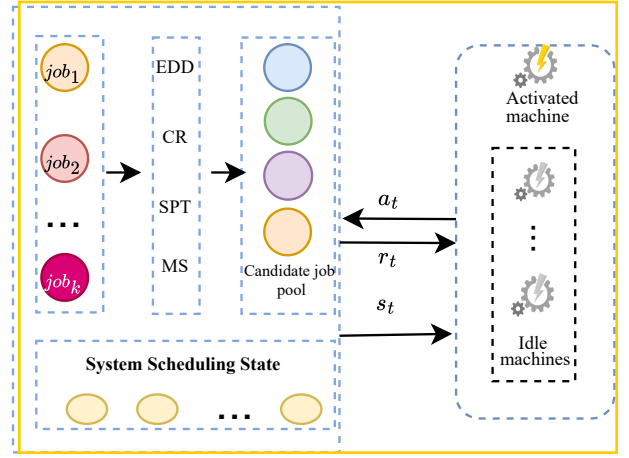 job₁
job₂
...
jobₖ
EDD
CR
SPT
MS
Candidate job
pool
System Scheduling State
...
aₜ
rₜ
sₜ
Activated
machine
⋮
Idle
machines